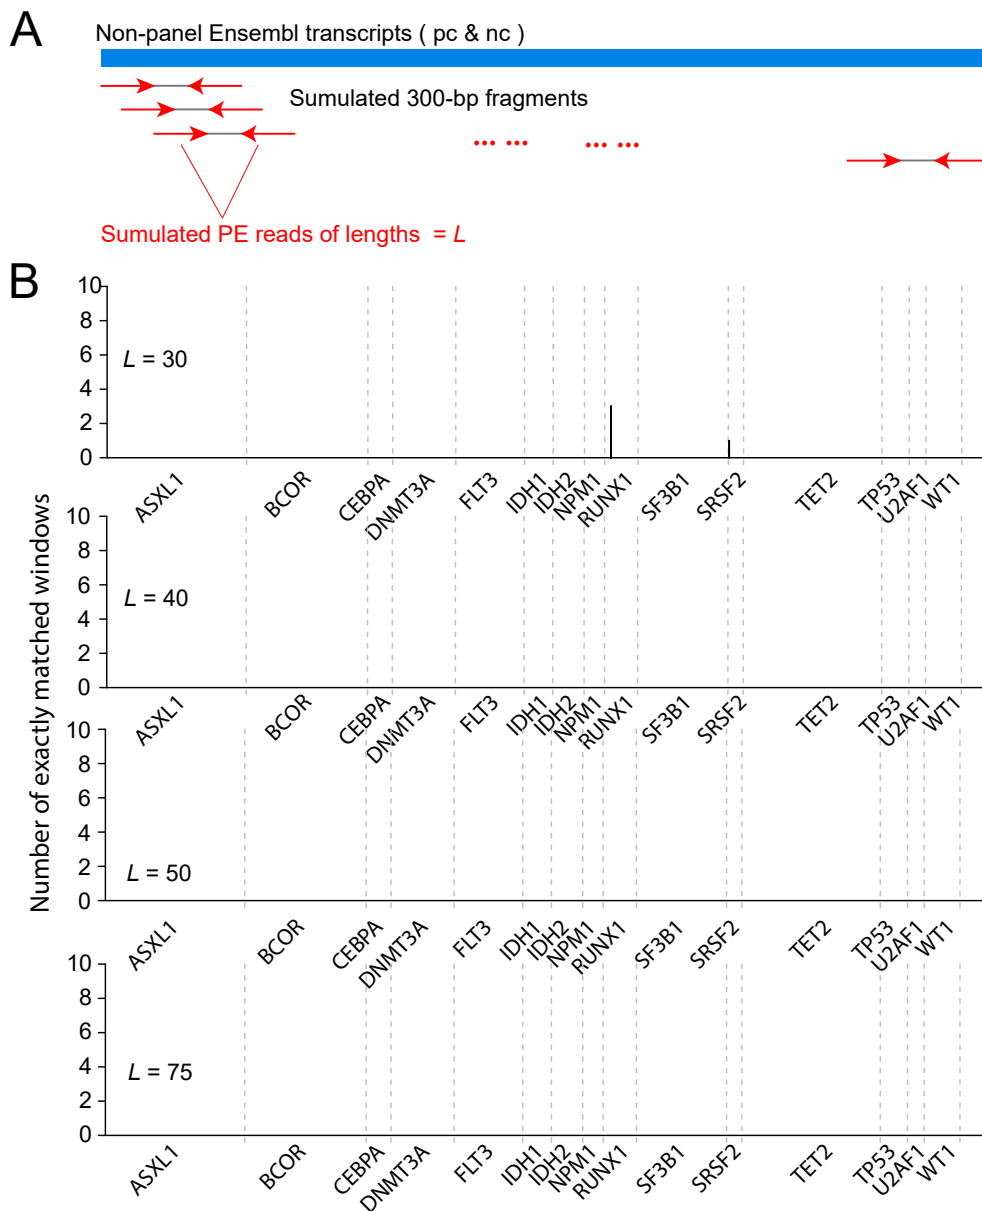 A
Non-panel Ensembl transcripts ( pc & nc )
Sumulated 300-bp fragments
Sumulated PE reads of lengths = L
B
Number of exactly matched windows
10
8
6
4
2
0
L = 30
ASXL1 BCOR CEBPA DNMT3A FLT3 IDH1 IDH2 NPM1 RUNX1 SF3B1 SRSF2 TET2 TP53 U2AF1 WT1
10
8
6
4
2
0
L = 40
ASXL1 BCOR CEBPA DNMT3A FLT3 IDH1 IDH2 NPM1 RUNX1 SF3B1 SRSF2 TET2 TP53 U2AF1 WT1
10
8
6
4
2
0
L = 50
ASXL1 BCOR CEBPA DNMT3A FLT3 IDH1 IDH2 NPM1 RUNX1 SF3B1 SRSF2 TET2 TP53 U2AF1 WT1
10
8
6
4
2
0
L = 75
ASXL1 BCOR CEBPA DNMT3A FLT3 IDH1 IDH2 NPM1 RUNX1 SF3B1 SRSF2 TET2 TP53 U2AF1 WT1